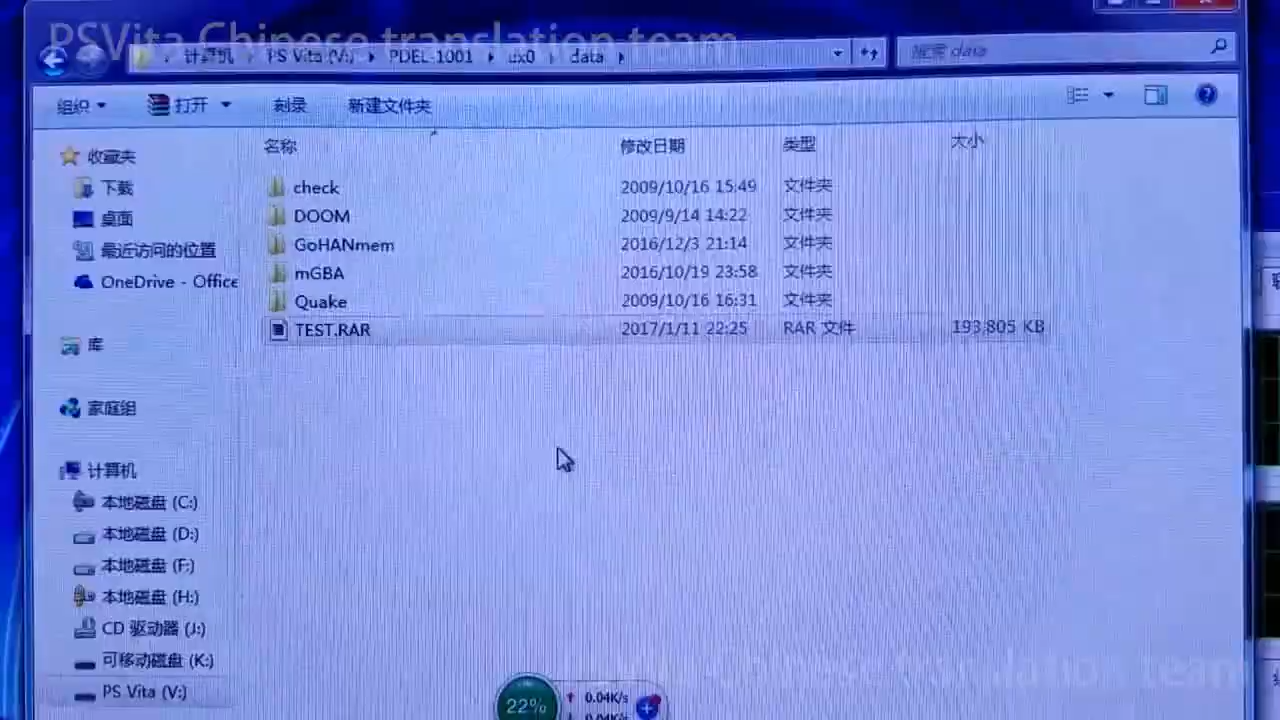 PSVita Chinese translation team
计算机 PS Vita (V:) PDEL-1001 ux0 data 搜索 data
组织 打开 刻录 新建文件夹
名称 修改日期 类型 大小
收藏夹
下载
桌面
最近访问的位置
OneDrive - Office
库
家庭组
计算机
本地磁盘 (C:)
本地磁盘 (D:)
本地磁盘 (F:)
本地磁盘 (H:)
CD 驱动器 (J:)
可移动磁盘 (K:)
PS Vita (V:)
check 2009/10/16 15:49 文件夹
DOOM 2009/9/14 14:22 文件夹
GoHANmem 2016/12/3 21:14 文件夹
mGBA 2016/10/19 23:58 文件夹
Quake 2009/10/16 16:31 文件夹
TEST.RAR 2017/1/11 22:25 RAR 文件 193,805 KB
translation team
22% 0.04K/s
0.04K/s